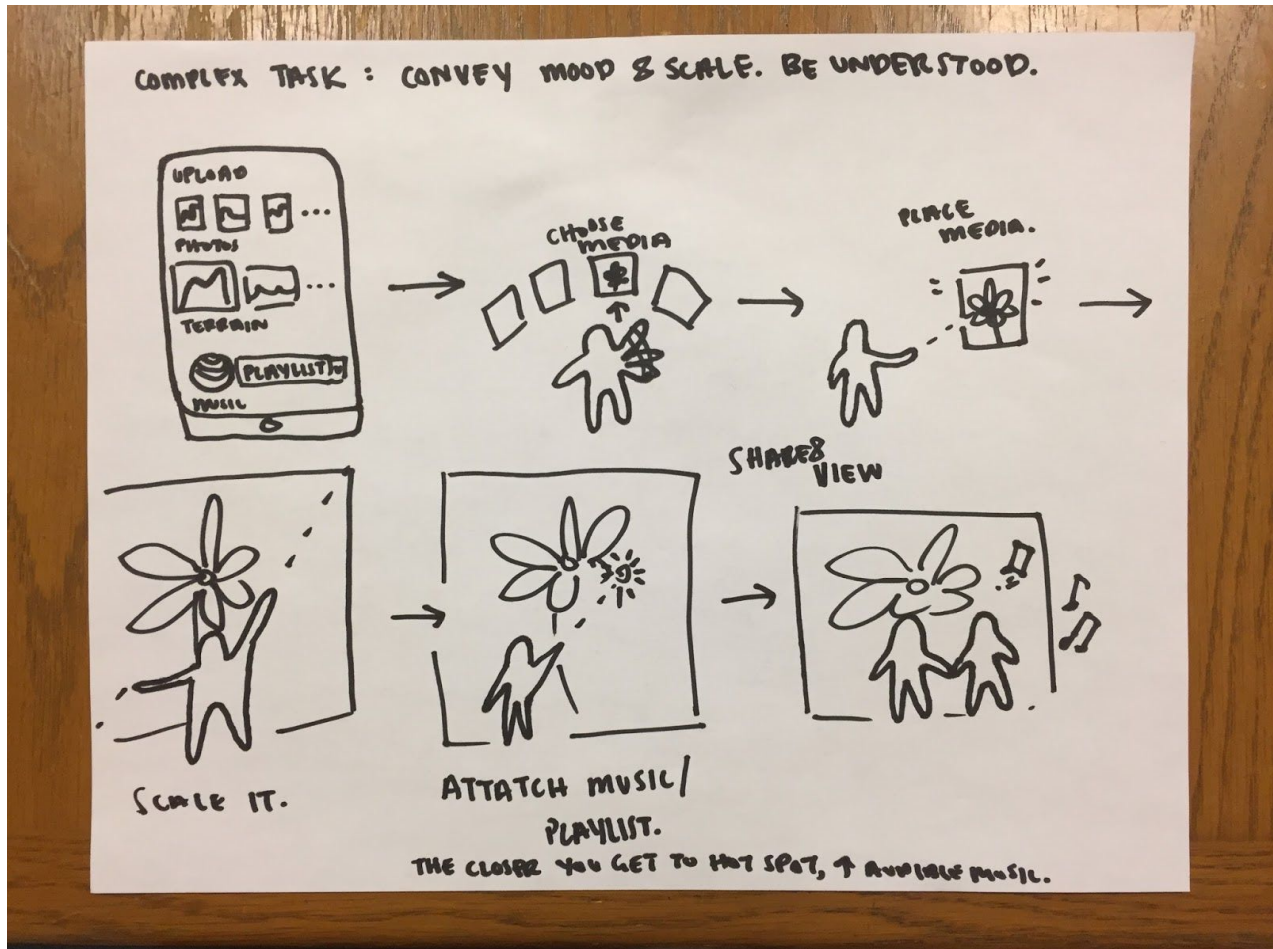 COMPLEX TASK : CONVEY MOOD & SCALE. BE UNDERSTOOD.
UPLOAD
PHOTOS
TERRAIN
PLAYLIST
MUSIC
CHOOSE
MEDIA
PLACE
MEDIA.
SCALE IT.
ATTATCH MUSIC/
PLAYLIST.
THE CLOSER YOU GET TO HOT SPOT, ↑ AUDIBLE MUSIC.
SHARE &
VIEW